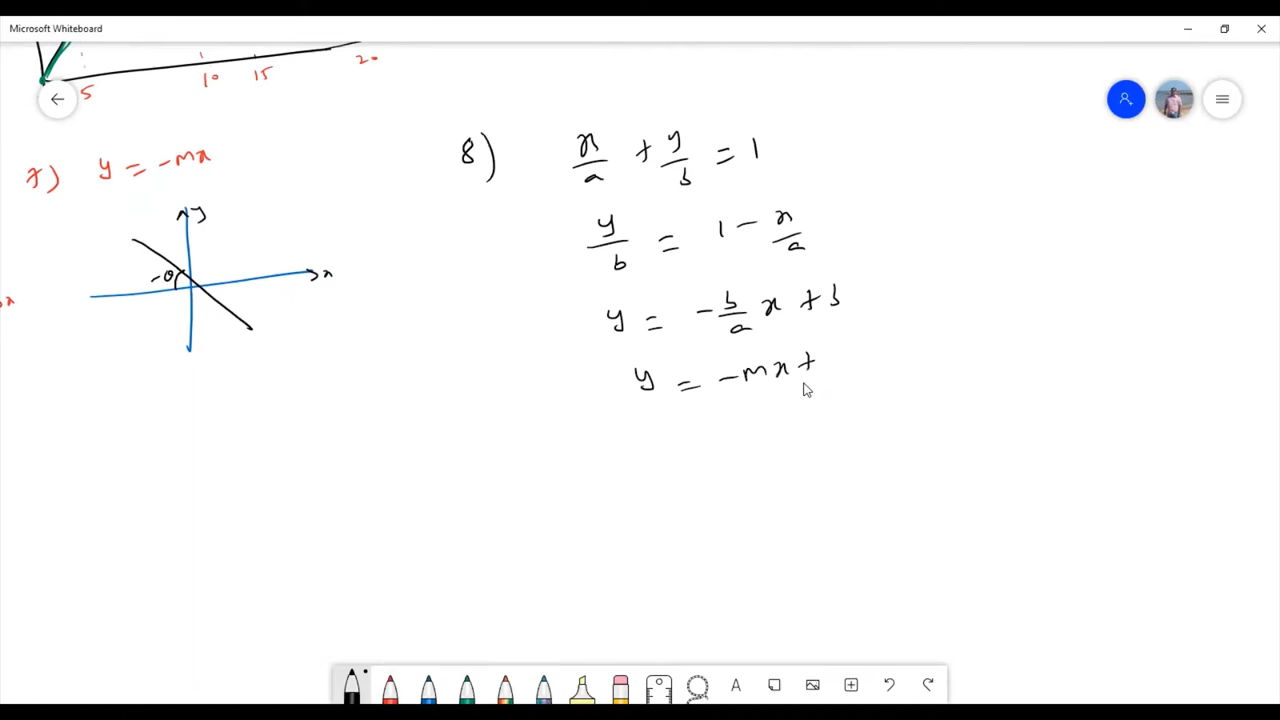 Microsoft Whiteboard
5 10 15 20
7) y = -mx
y
-θ
x
8) x/a + y/b = 1
y/b = 1 - x/a
y = -b/a x + b
y = -mx +
A